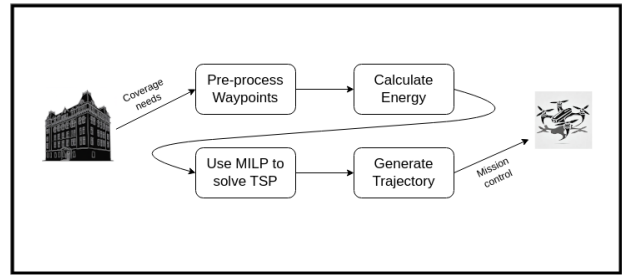 Coverage
needs
Pre-process
Waypoints
Calculate
Energy
Use MILP to
solve TSP
Generate
Trajectory
Mission
control